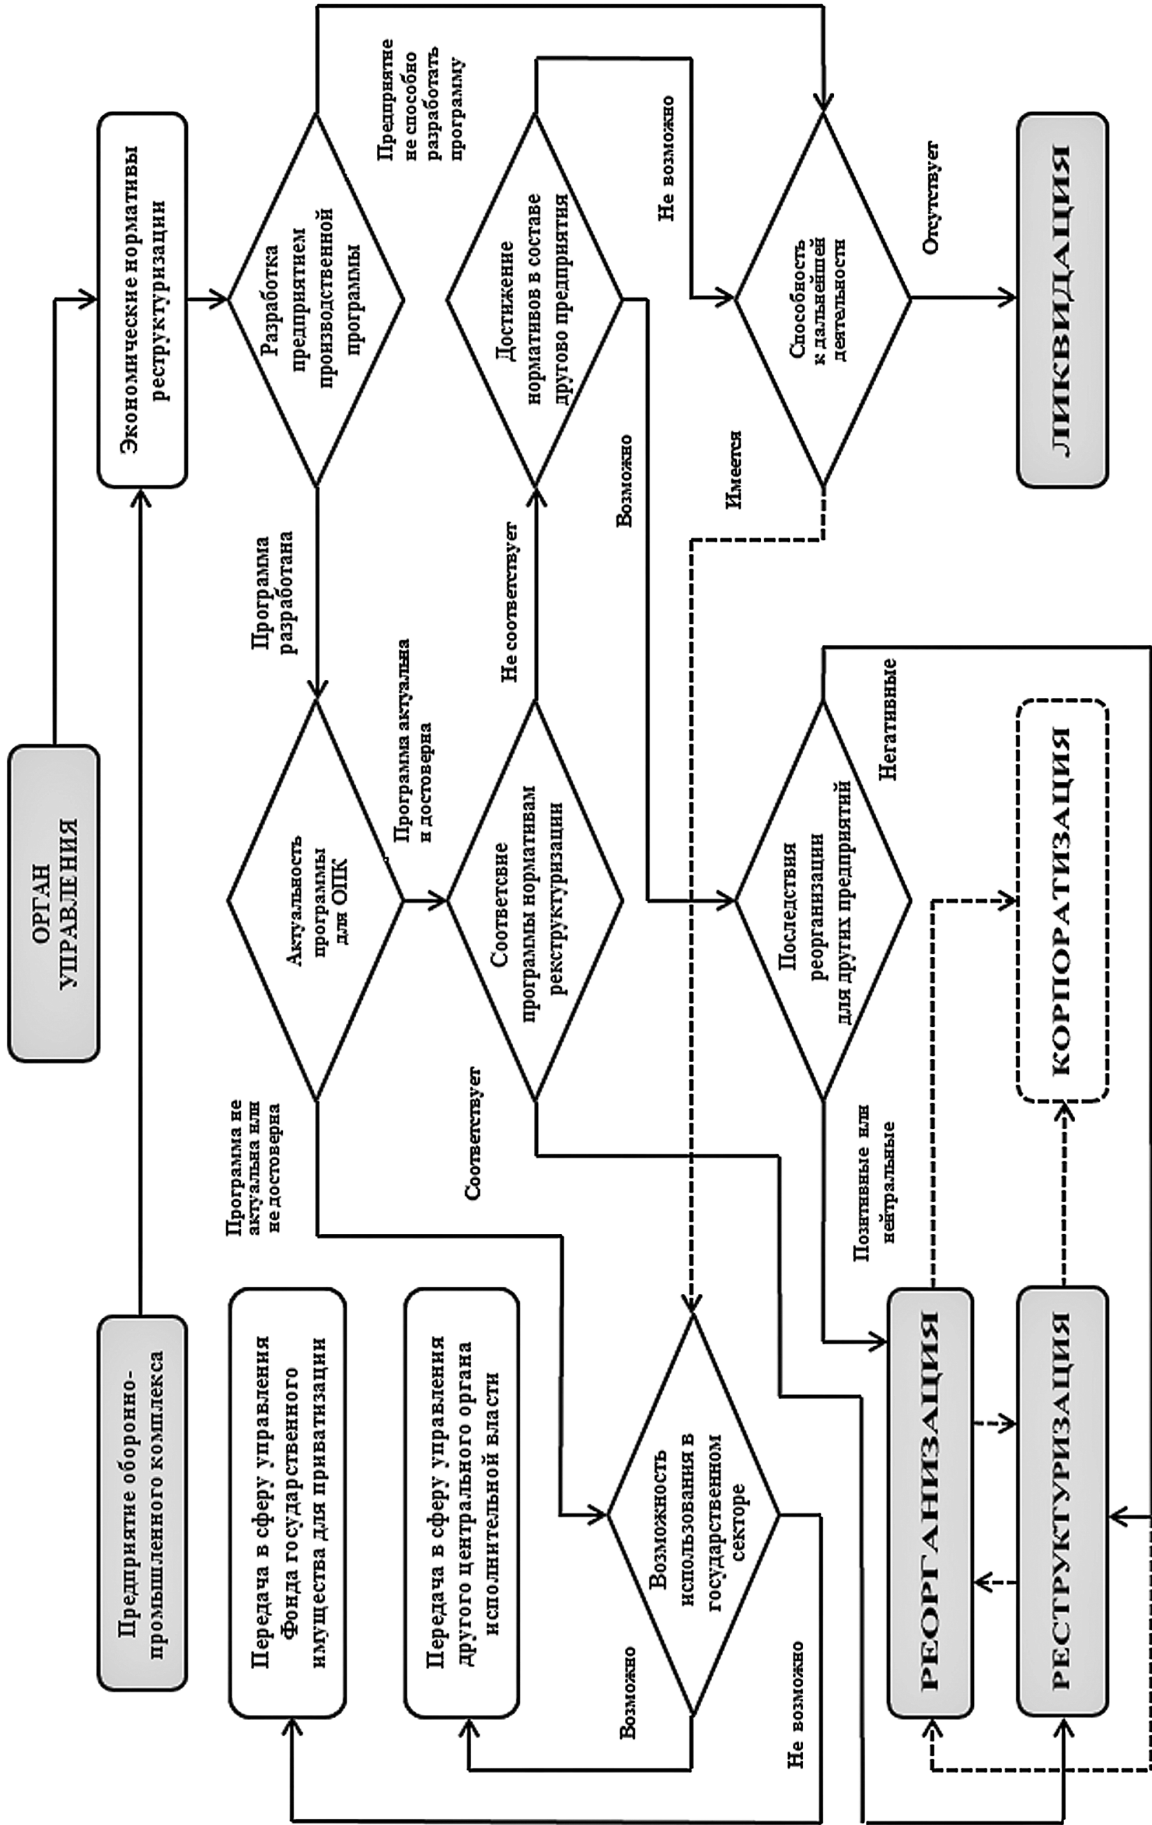 ОРГАН
УПРАВЛЕНИЯ
Предприятие оборонно-
промышленного комплекса
Экономические нормативы
реструктуризации
Передача в сферу управления
Фонда государственного
имущества для приватизации
Программа не
актуальна или
не достоверна
Актуальность
программы
для ОПК
Программа
разработана
Разработка
предприятием
производственной
программы
Предприятие
не способно
разработать
программу
Программа актуальна
и достоверна
Передача в сферу управления
другого центрального органа
исполнительной власти
Соответствует
Соответсвие
программы нормативам
рекструктуризации
Не соответствует
Достижение
нормативов в составе
другово предприятия
Возможно
Не возможно
Возможно
Возможность
использования в
государственном
секторе
Не возможно
Последствия
реорганизации
для других предприятий
Позитивные или
нейтральные
Негативные
Имеется
Способность
к дальнейшей
деятельности
Отсутствует
РЕОРГАНИЗАЦИЯ
РЕСТРУКТУРИЗАЦИЯ
КОРПОРАТИЗАЦИЯ
ЛИКВИДАЦИЯ